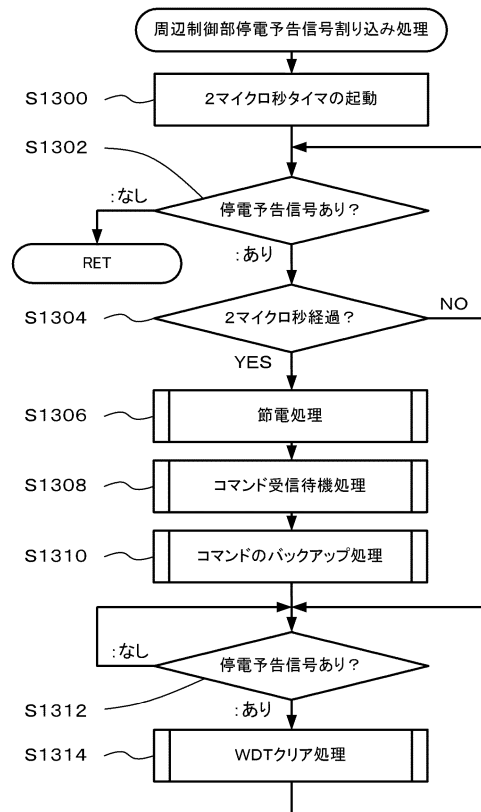 周辺制御部停電予告信号割り込み処理
S1300
2マイクロ秒タイマの起動
S1302
停電予告信号あり？
:なし
RET
:あり
S1304
2マイクロ秒経過？
NO
YES
S1306
節電処理
S1308
コマンド受信待機処理
S1310
コマンドのバックアップ処理
:なし
停電予告信号あり？
S1312
:あり
S1314
WDTクリア処理